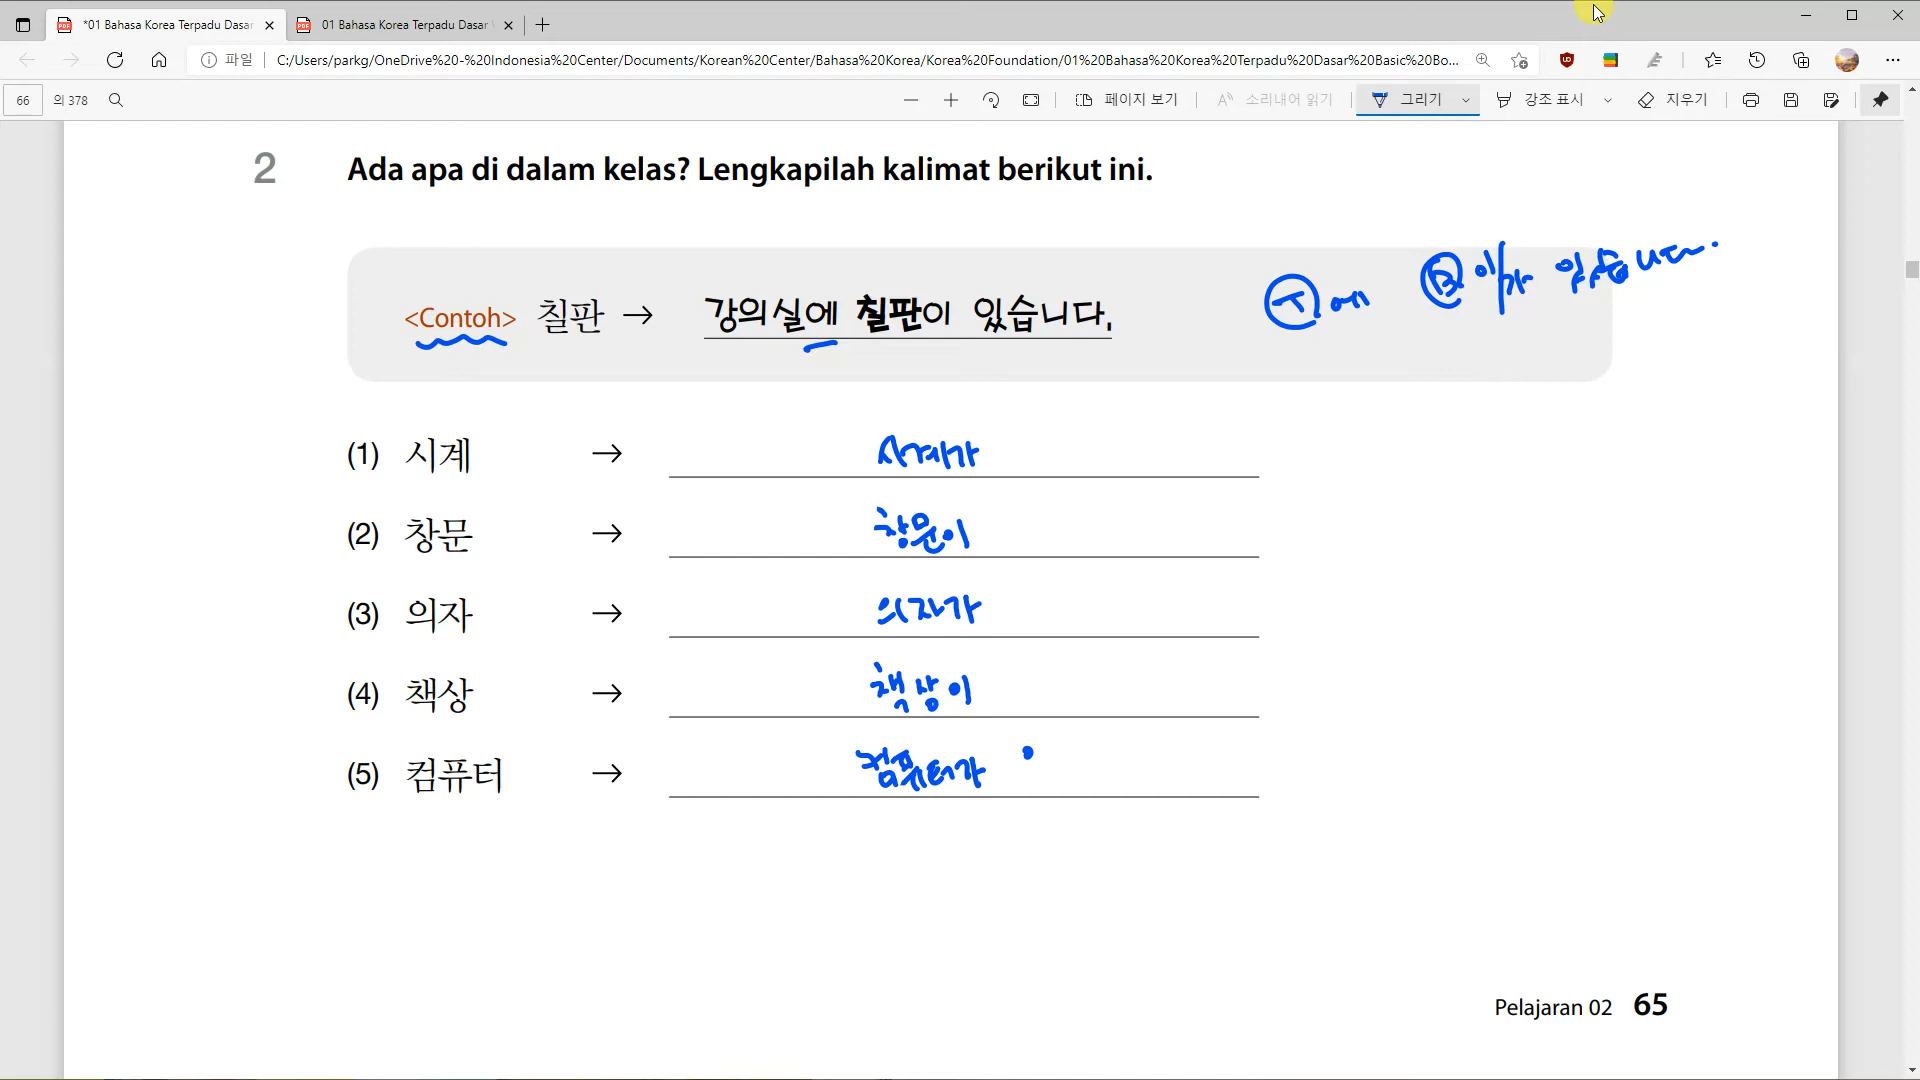 *01 Bahasa Korea Terpadu Dasar
01 Bahasa Korea Terpadu Dasar
파일
C:/Users/parkg/OneDrive%20-%20Indonesia%20Center/Documents/Korean%20Center/Bahasa%20Korea/Korea%20Foundation/01%20Bahasa%20Korea%20Terpadu%20Dasar%20Basic%20Bo...
66 의 378
페이지 보기
소리내어 읽기
그리기
강조 표시
지우기
2 Ada apa di dalam kelas? Lengkapilah kalimat berikut ini.
<Contoh> 칠판 → 강의실에 칠판이 있습니다.
T 에 B 이/가 있습니다.
(1) 시계 → 시계가
(2) 창문 → 창문이
(3) 의자 → 의자가
(4) 책상 → 책상이
(5) 컴퓨터 → 컴퓨터가
Pelajaran 02 65